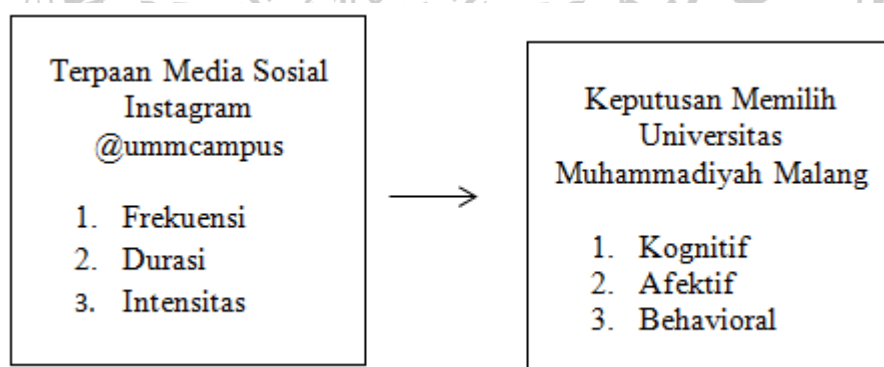 Terpaan Media Sosial
Instagram
@ummcampus
1. Frekuensi
2. Durasi
3. Intensitas
Keputusan Memilih
Universitas
Muhammadiyah Malang
1. Kognitif
2. Afektif
3. Behavioral